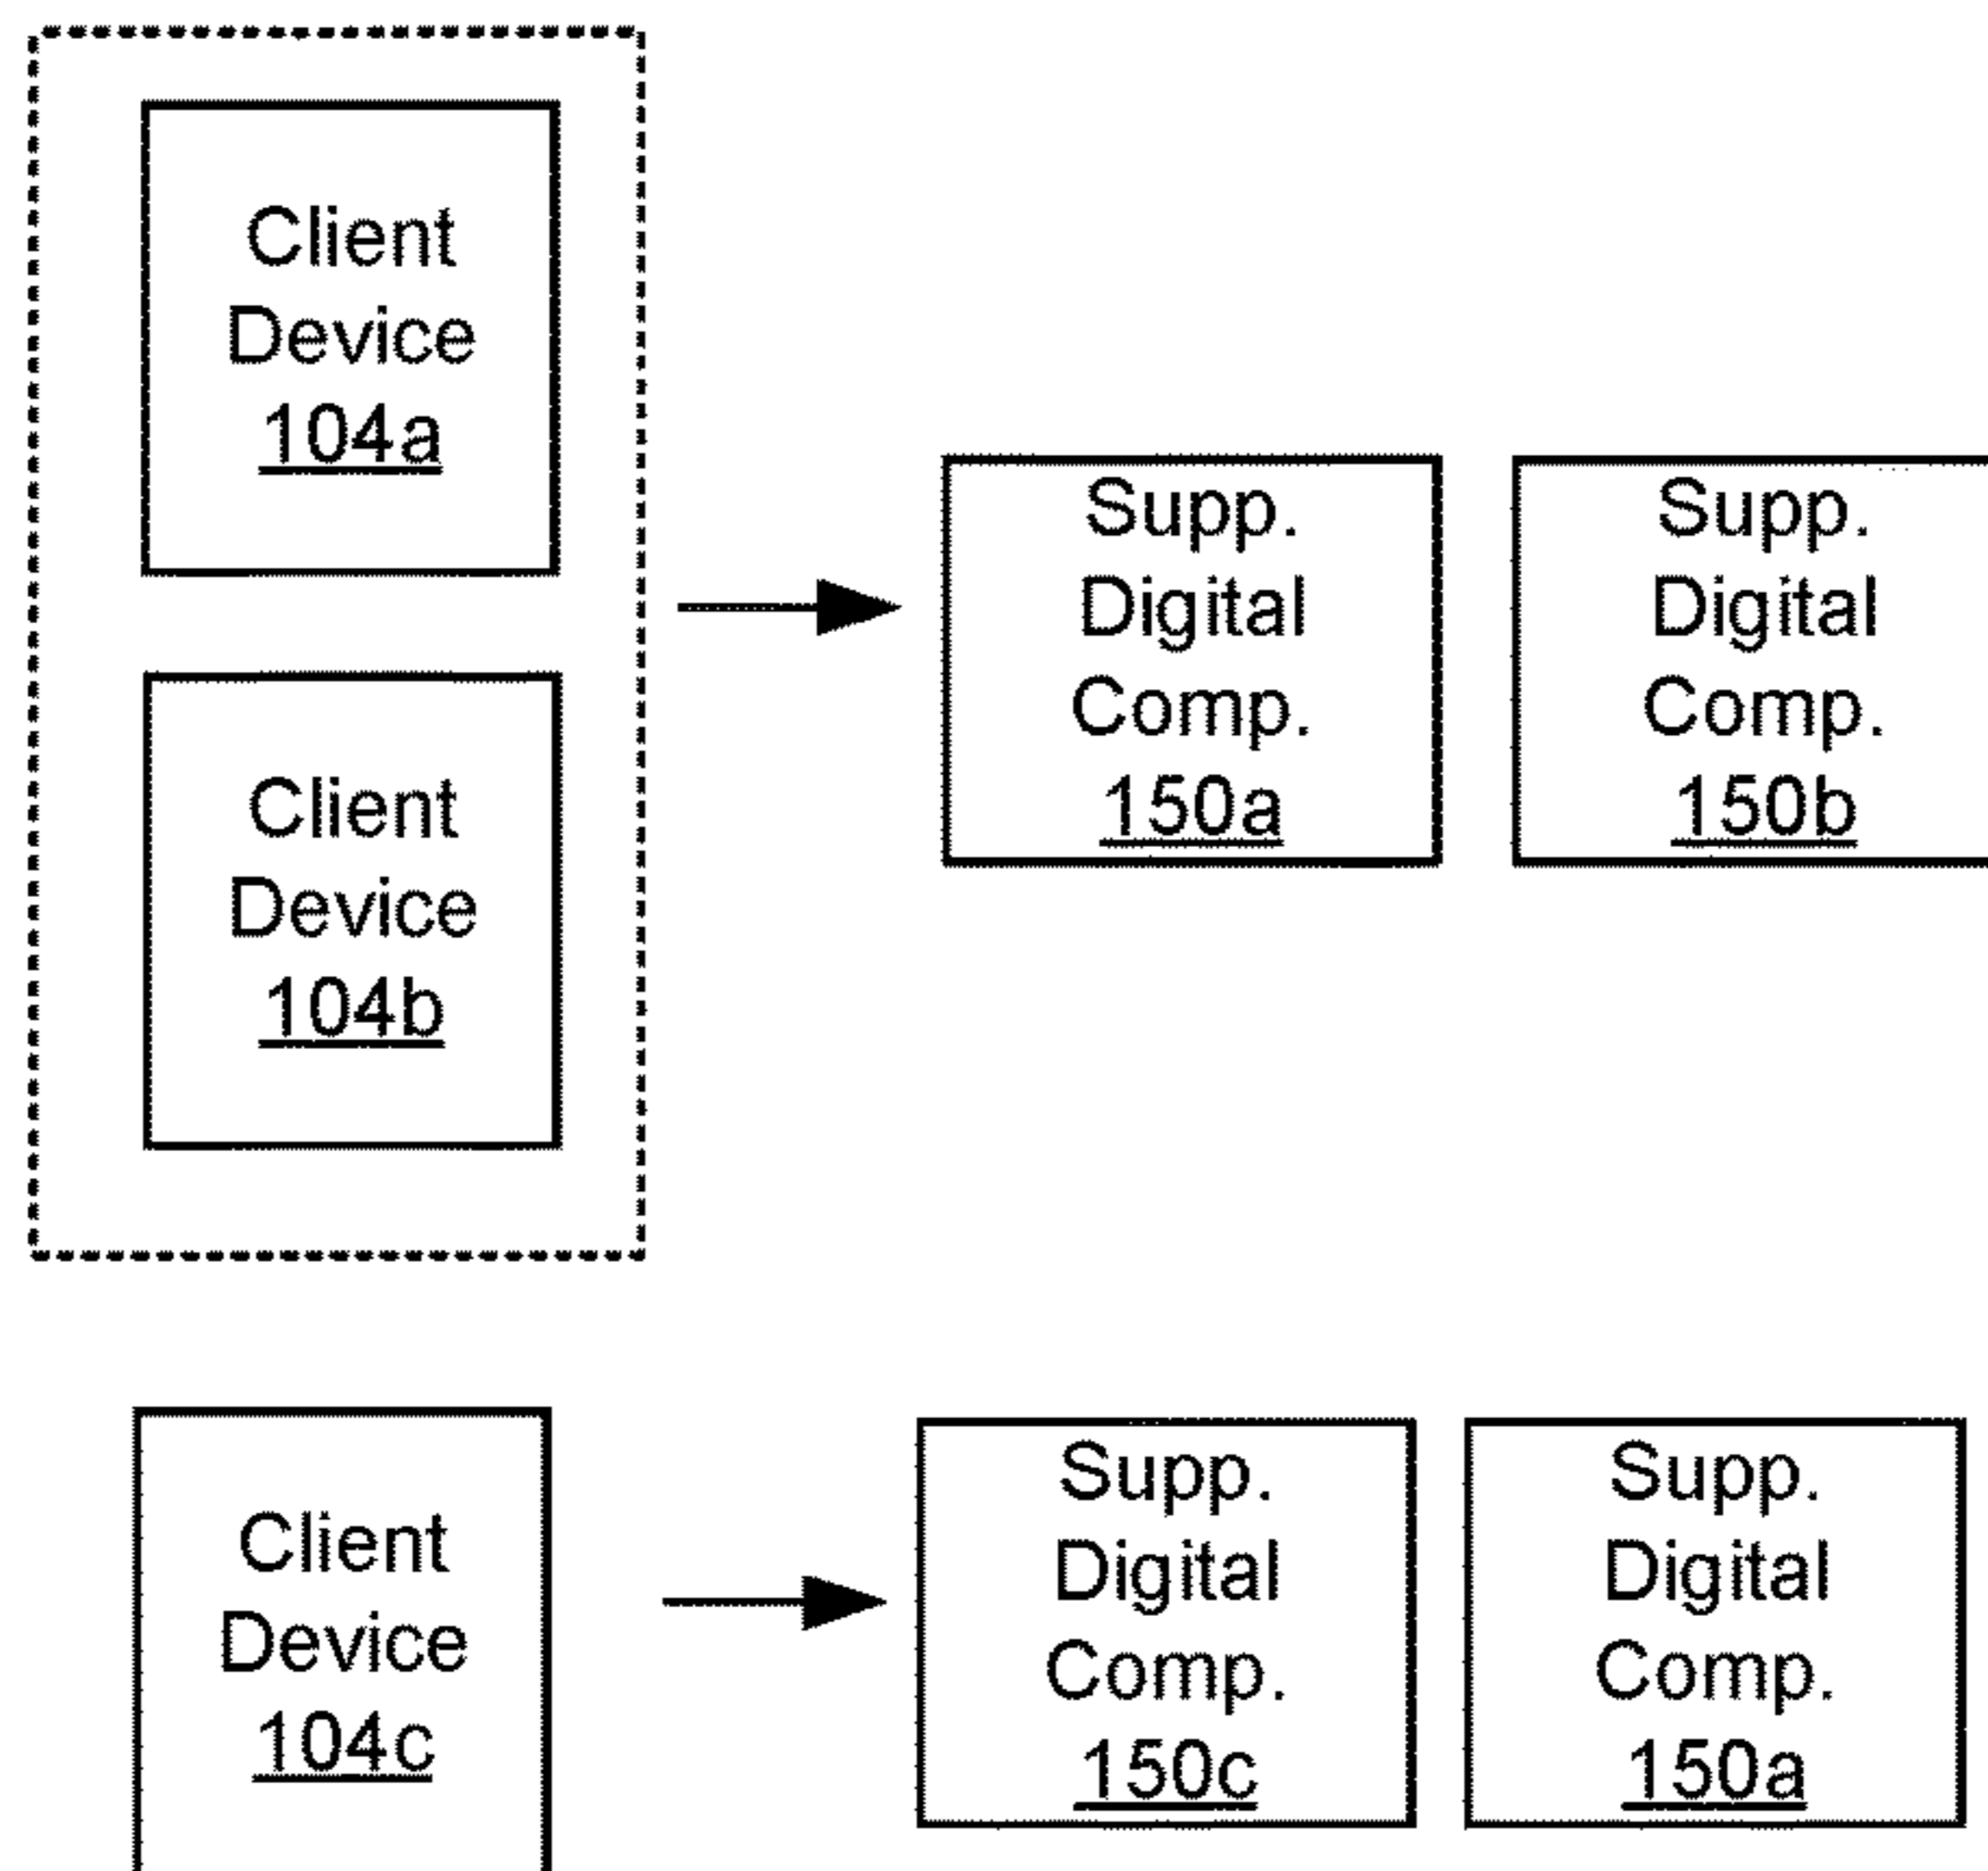 Client
Device
104a
Client
Device
104b
Supp.
Digital
Comp.
150a
Supp.
Digital
Comp.
150b
Client
Device
104c
Supp.
Digital
Comp.
150c
Supp.
Digital
Comp.
150a